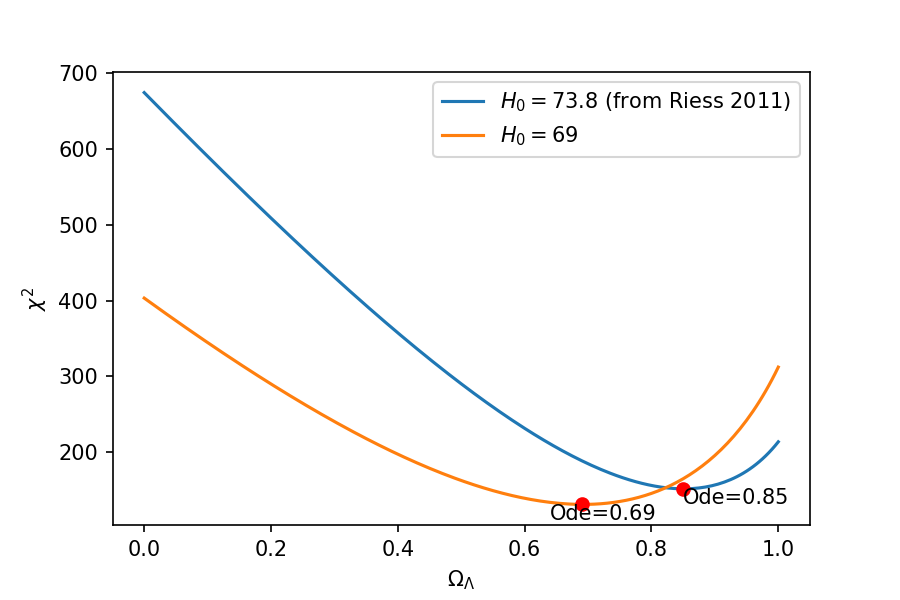 700
600
500
400
300
200
χ²
H₀ = 73.8 (from Riess 2011)
H₀ = 69
Ode=0.85
Ode=0.69
0.0 0.2 0.4 0.6 0.8 1.0
Ω_Λ